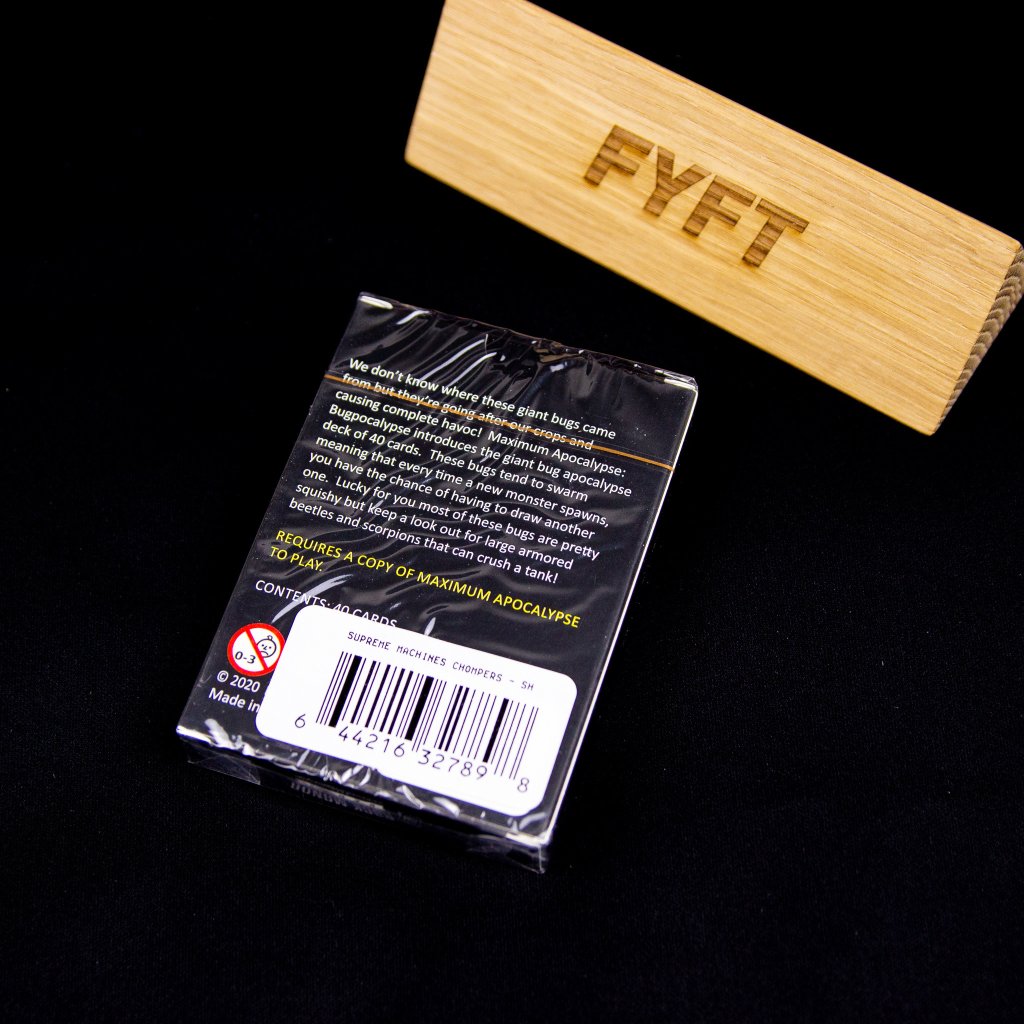 FYFT
We don't know where these giant bugs came
from but they're going after our crops and
causing complete havoc! Maximum Apocalypse:
Bugpocalypse introduces the giant bug apocalypse
deck of 40 cards. These bugs tend to swarm
meaning that every time a new monster spawns,
you have the chance of having to draw another
one. Lucky for you most of these bugs are pretty
squishy but keep a look out for large armored
beetles and scorpions that can crush a tank!
REQUIRES A COPY OF MAXIMUM APOCALYPSE
TO PLAY.
CONTENTS: 40 CARDS
0-3
© 2020
Made in
SUPREME MACHINES CHOMPERS - SH
6 44216 32789 8